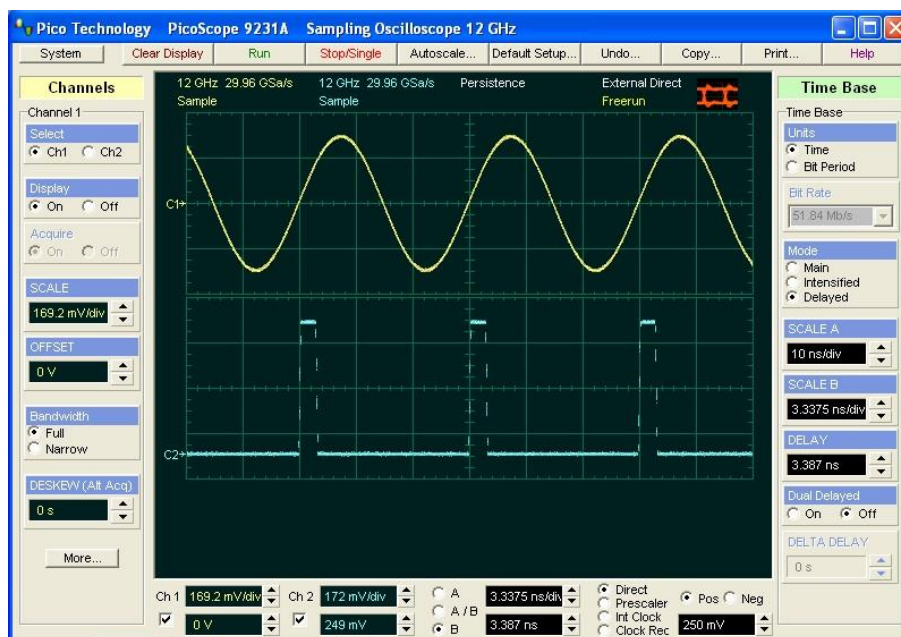 Pico Technology PicoScope 9231A Sampling Oscilloscope 12 GHz
System Clear Display Run Stop/Single Autoscale... Default Setup... Undo... Copy... Print... Help
Channels
Channel 1
Select
Ch1 Ch2
Display
On Off
Acquire
On Off
SCALE
169.2 mV/div
OFFSET
0 V
Bandwidth
Full
Narrow
DESKEW (Alt Acq)
0 s
More...
12 GHz 29.96 GSa/s 12 GHz 29.96 GSa/s Persistence External Direct
Sample Sample Freerun
C1
C2
Time Base
Time Base
Units
Time
Bit Period
Bit Rate
51.84 Mb/s
Mode
Main
Intensified
Delayed
SCALE A
10 ns/div
SCALE B
3.3375 ns/div
DELAY
3.387 ns
Dual Delayed
On Off
DELTA DELAY
0 s
Ch 1 169.2 mV/div Ch 2 172 mV/div A 3.3375 ns/div Direct Pos Neg
A / B Prescaler
0 V 249 mV B 3.387 ns Int Clock 250 mV
Clock Rec